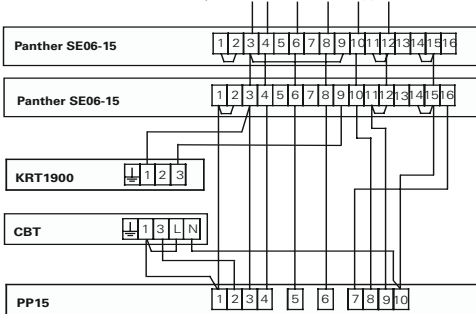 Panther SE06-15 1 2 3 4 5 6 7 8 9 10 11 12 13 14 15 16
Panther SE06-15 1 2 3 4 5 6 7 8 9 10 11 12 13 14 15 16
KRT1900 1 2 3
CBT 1 3 L N
PP15 1 2 3 4 5 6 7 8 9 10